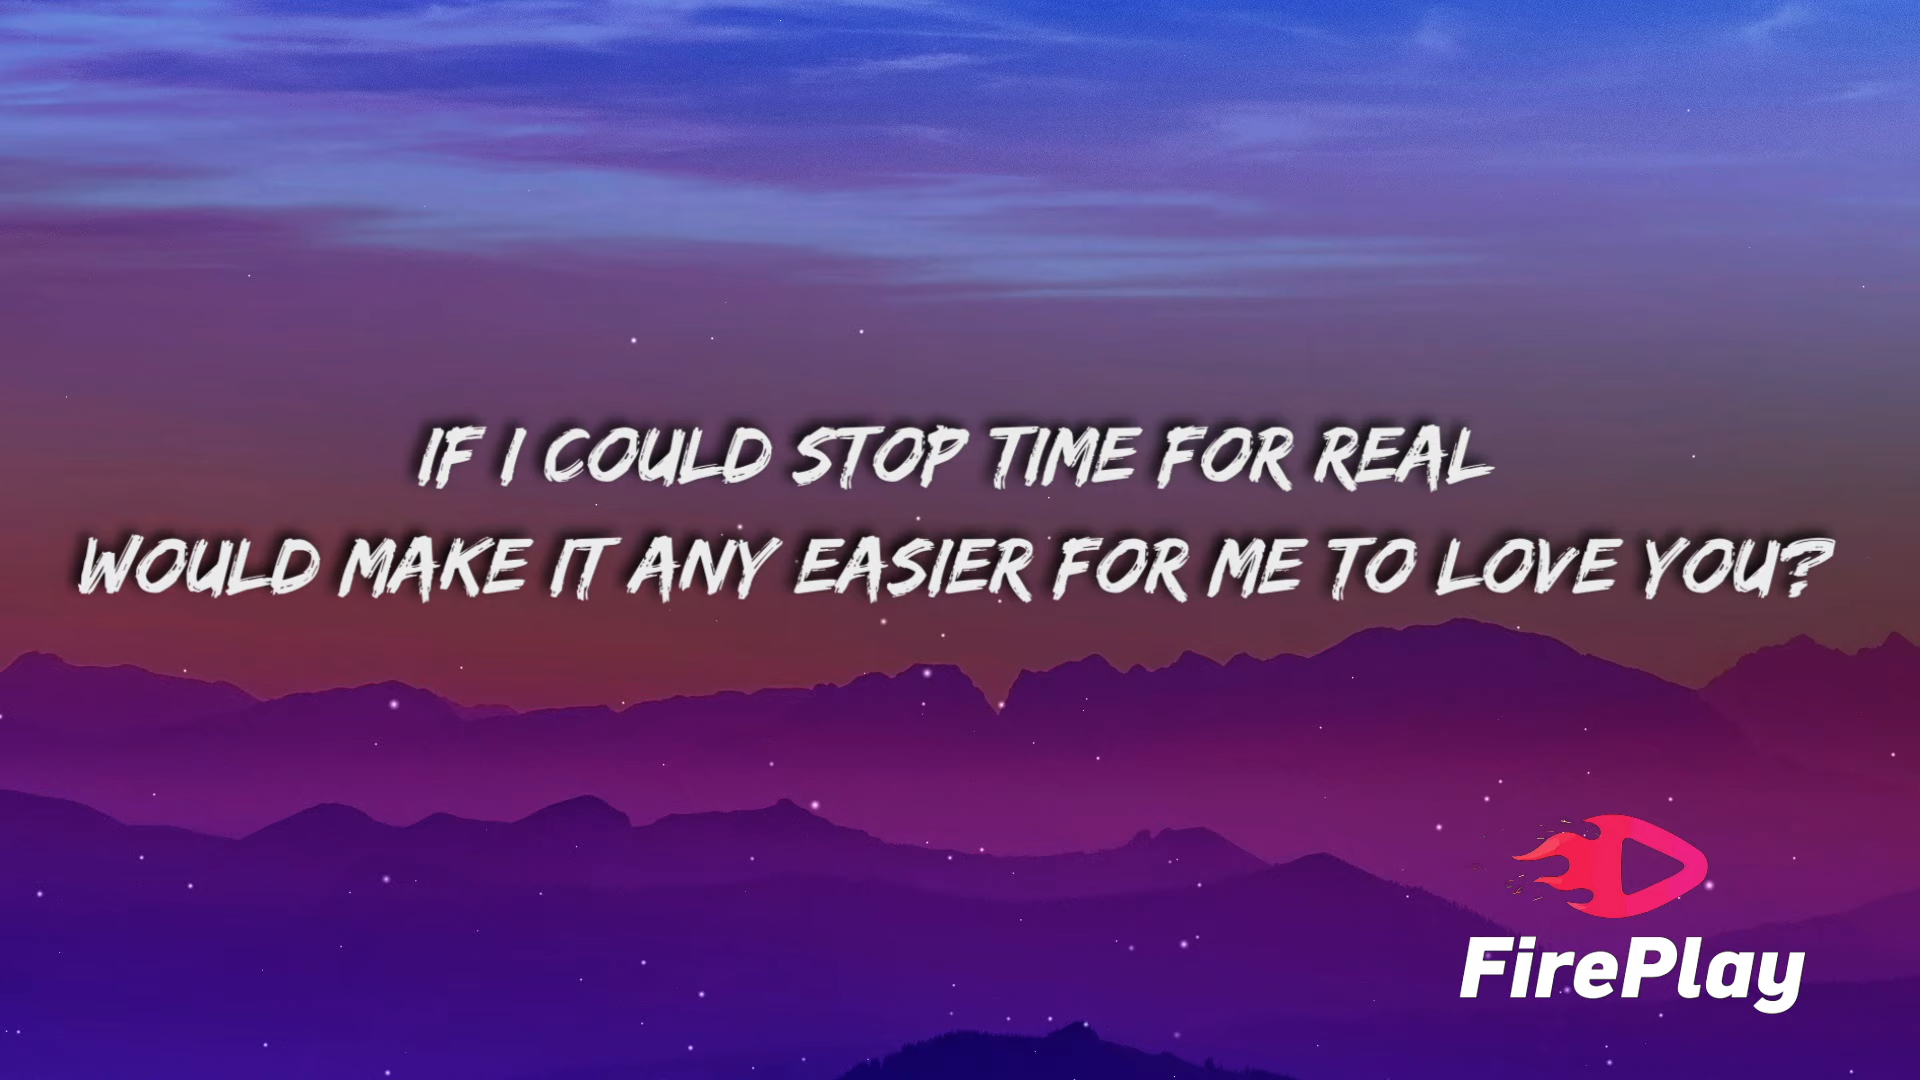 IF I COULD STOP TIME FOR REAL
WOULD MAKE IT ANY EASIER FOR ME TO LOVE YOU?
FirePlay